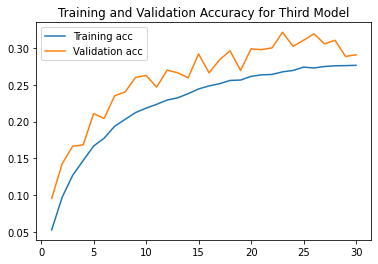 Training and Validation Accuracy for Third Model
Training acc
Validation acc
0.30
0.25
0.20
0.15
0.10
0.05
0 5 10 15 20 25 30